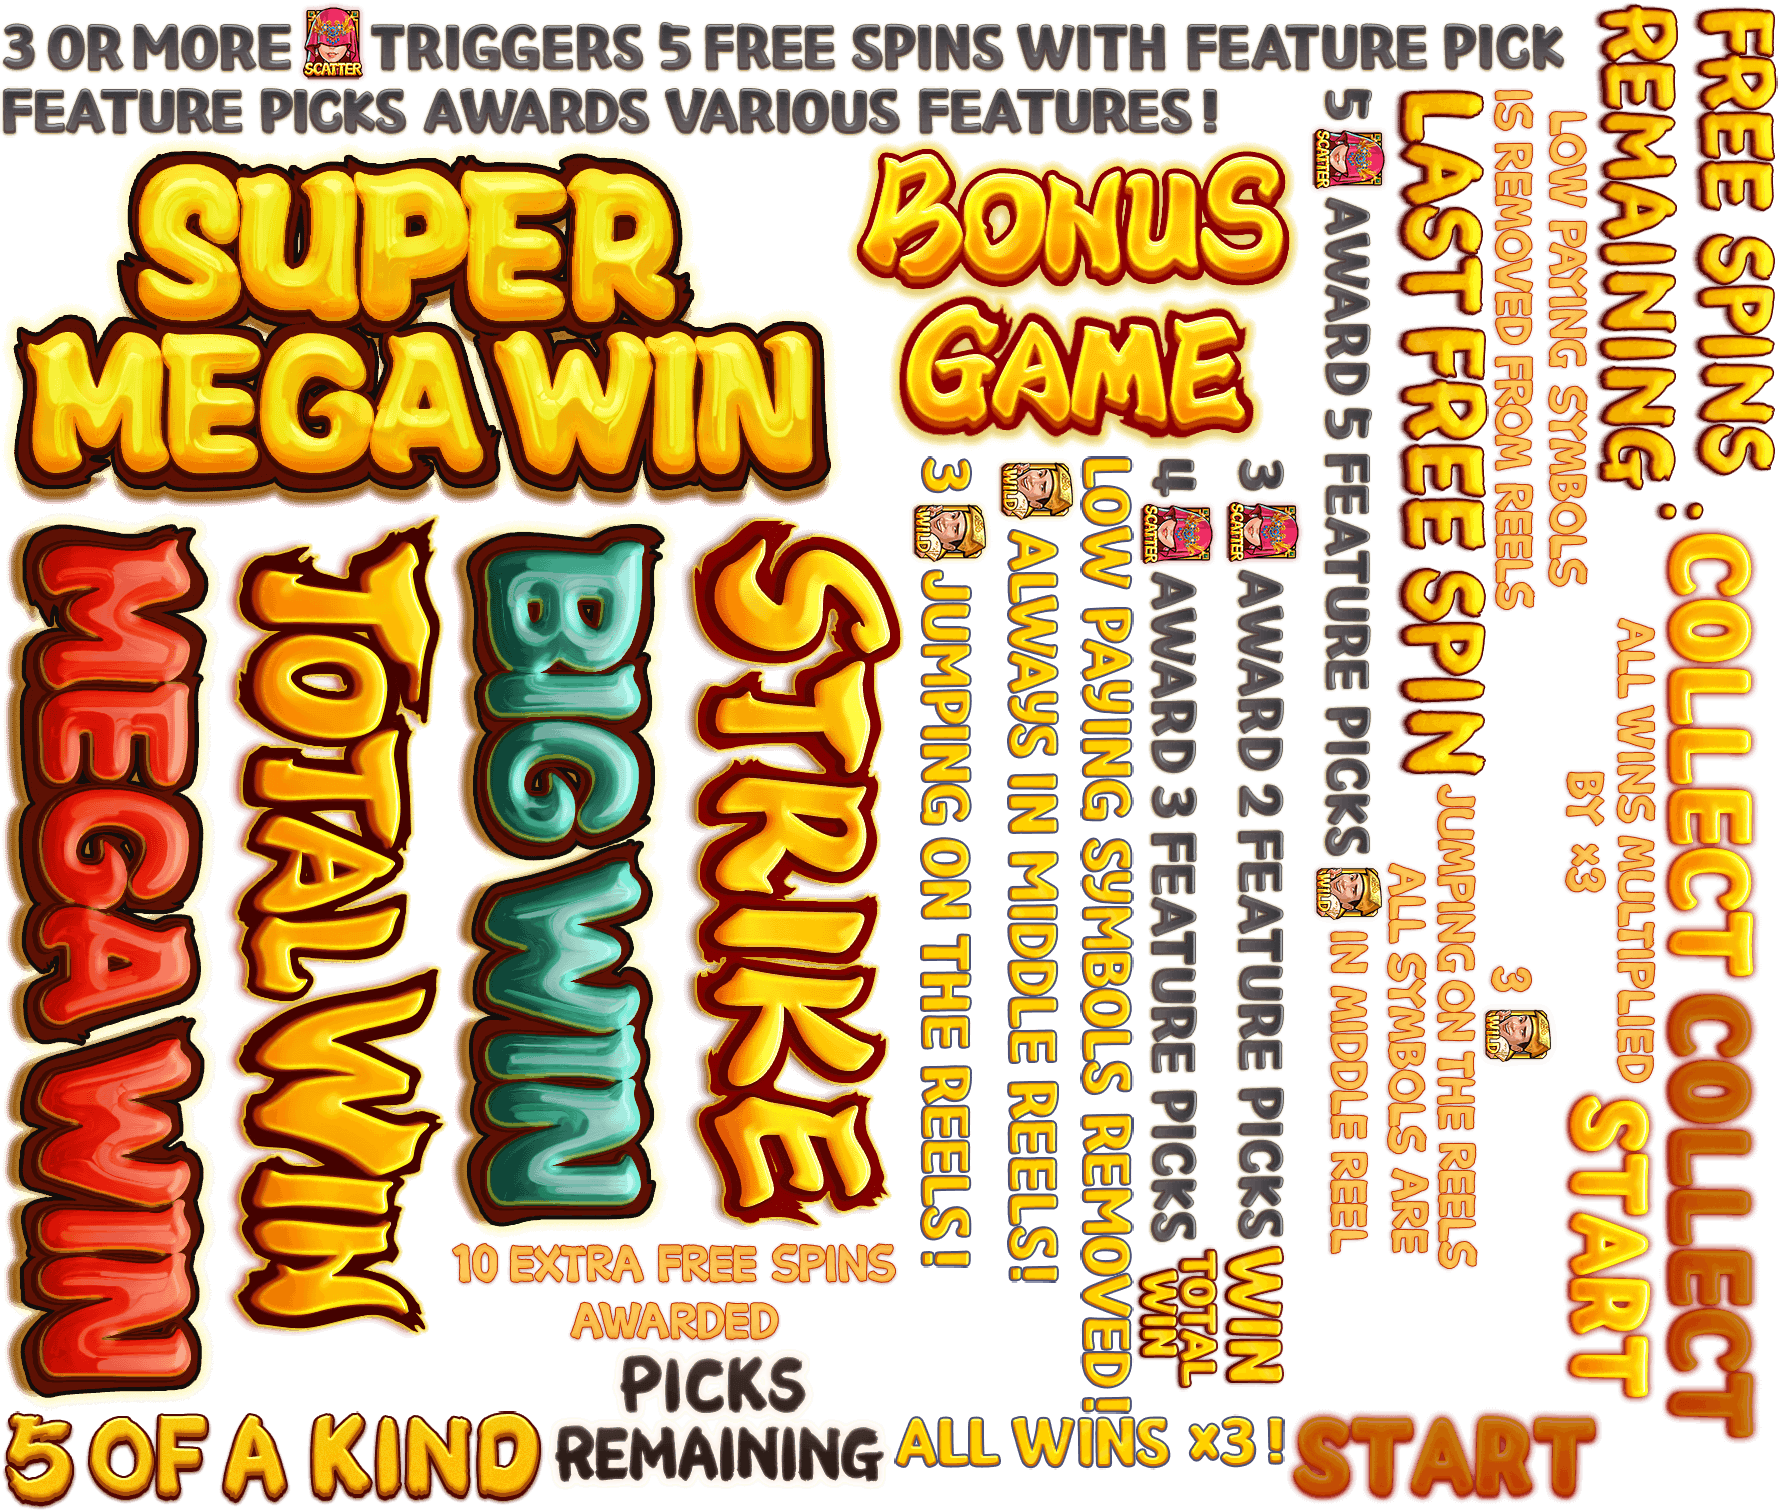 3 OR MORE SCATTER TRIGGERS 5 FREE SPINS WITH FEATURE PICK
FEATURE PICKS AWARDS VARIOUS FEATURES !
SUPER
MEGA WIN
BONUS
GAME
MEGA WIN
TOTAL WIN
BIG WIN
STRIKE
10 EXTRA FREE SPINS
AWARDED
PICKS
REMAINING
5 OF A KIND
3 WILD JUMPING ON THE REELS!
WILD ALWAYS IN MIDDLE REELS!
LOW PAYING SYMBOLS REMOVED!
4 SCATTER AWARD 3 FEATURE PICKS
3 SCATTER AWARD 2 FEATURE PICKS
TOTAL
WIN
WIN
ALL WINS x3 !
5 SCATTER AWARD 5 FEATURE PICKS
LAST FREE SPIN
LOW PAYING SYMBOLS
IS REMOVED FROM REELS
FREE SPINS
REMAINING
:
ALL SYMBOLS ARE
WILD IN MIDDLE REEL
3 WILD
JUMPING ON THE REELS
ALL WINS MULTIPLIED
BY x3
COLLECT
COLLECT
START
START